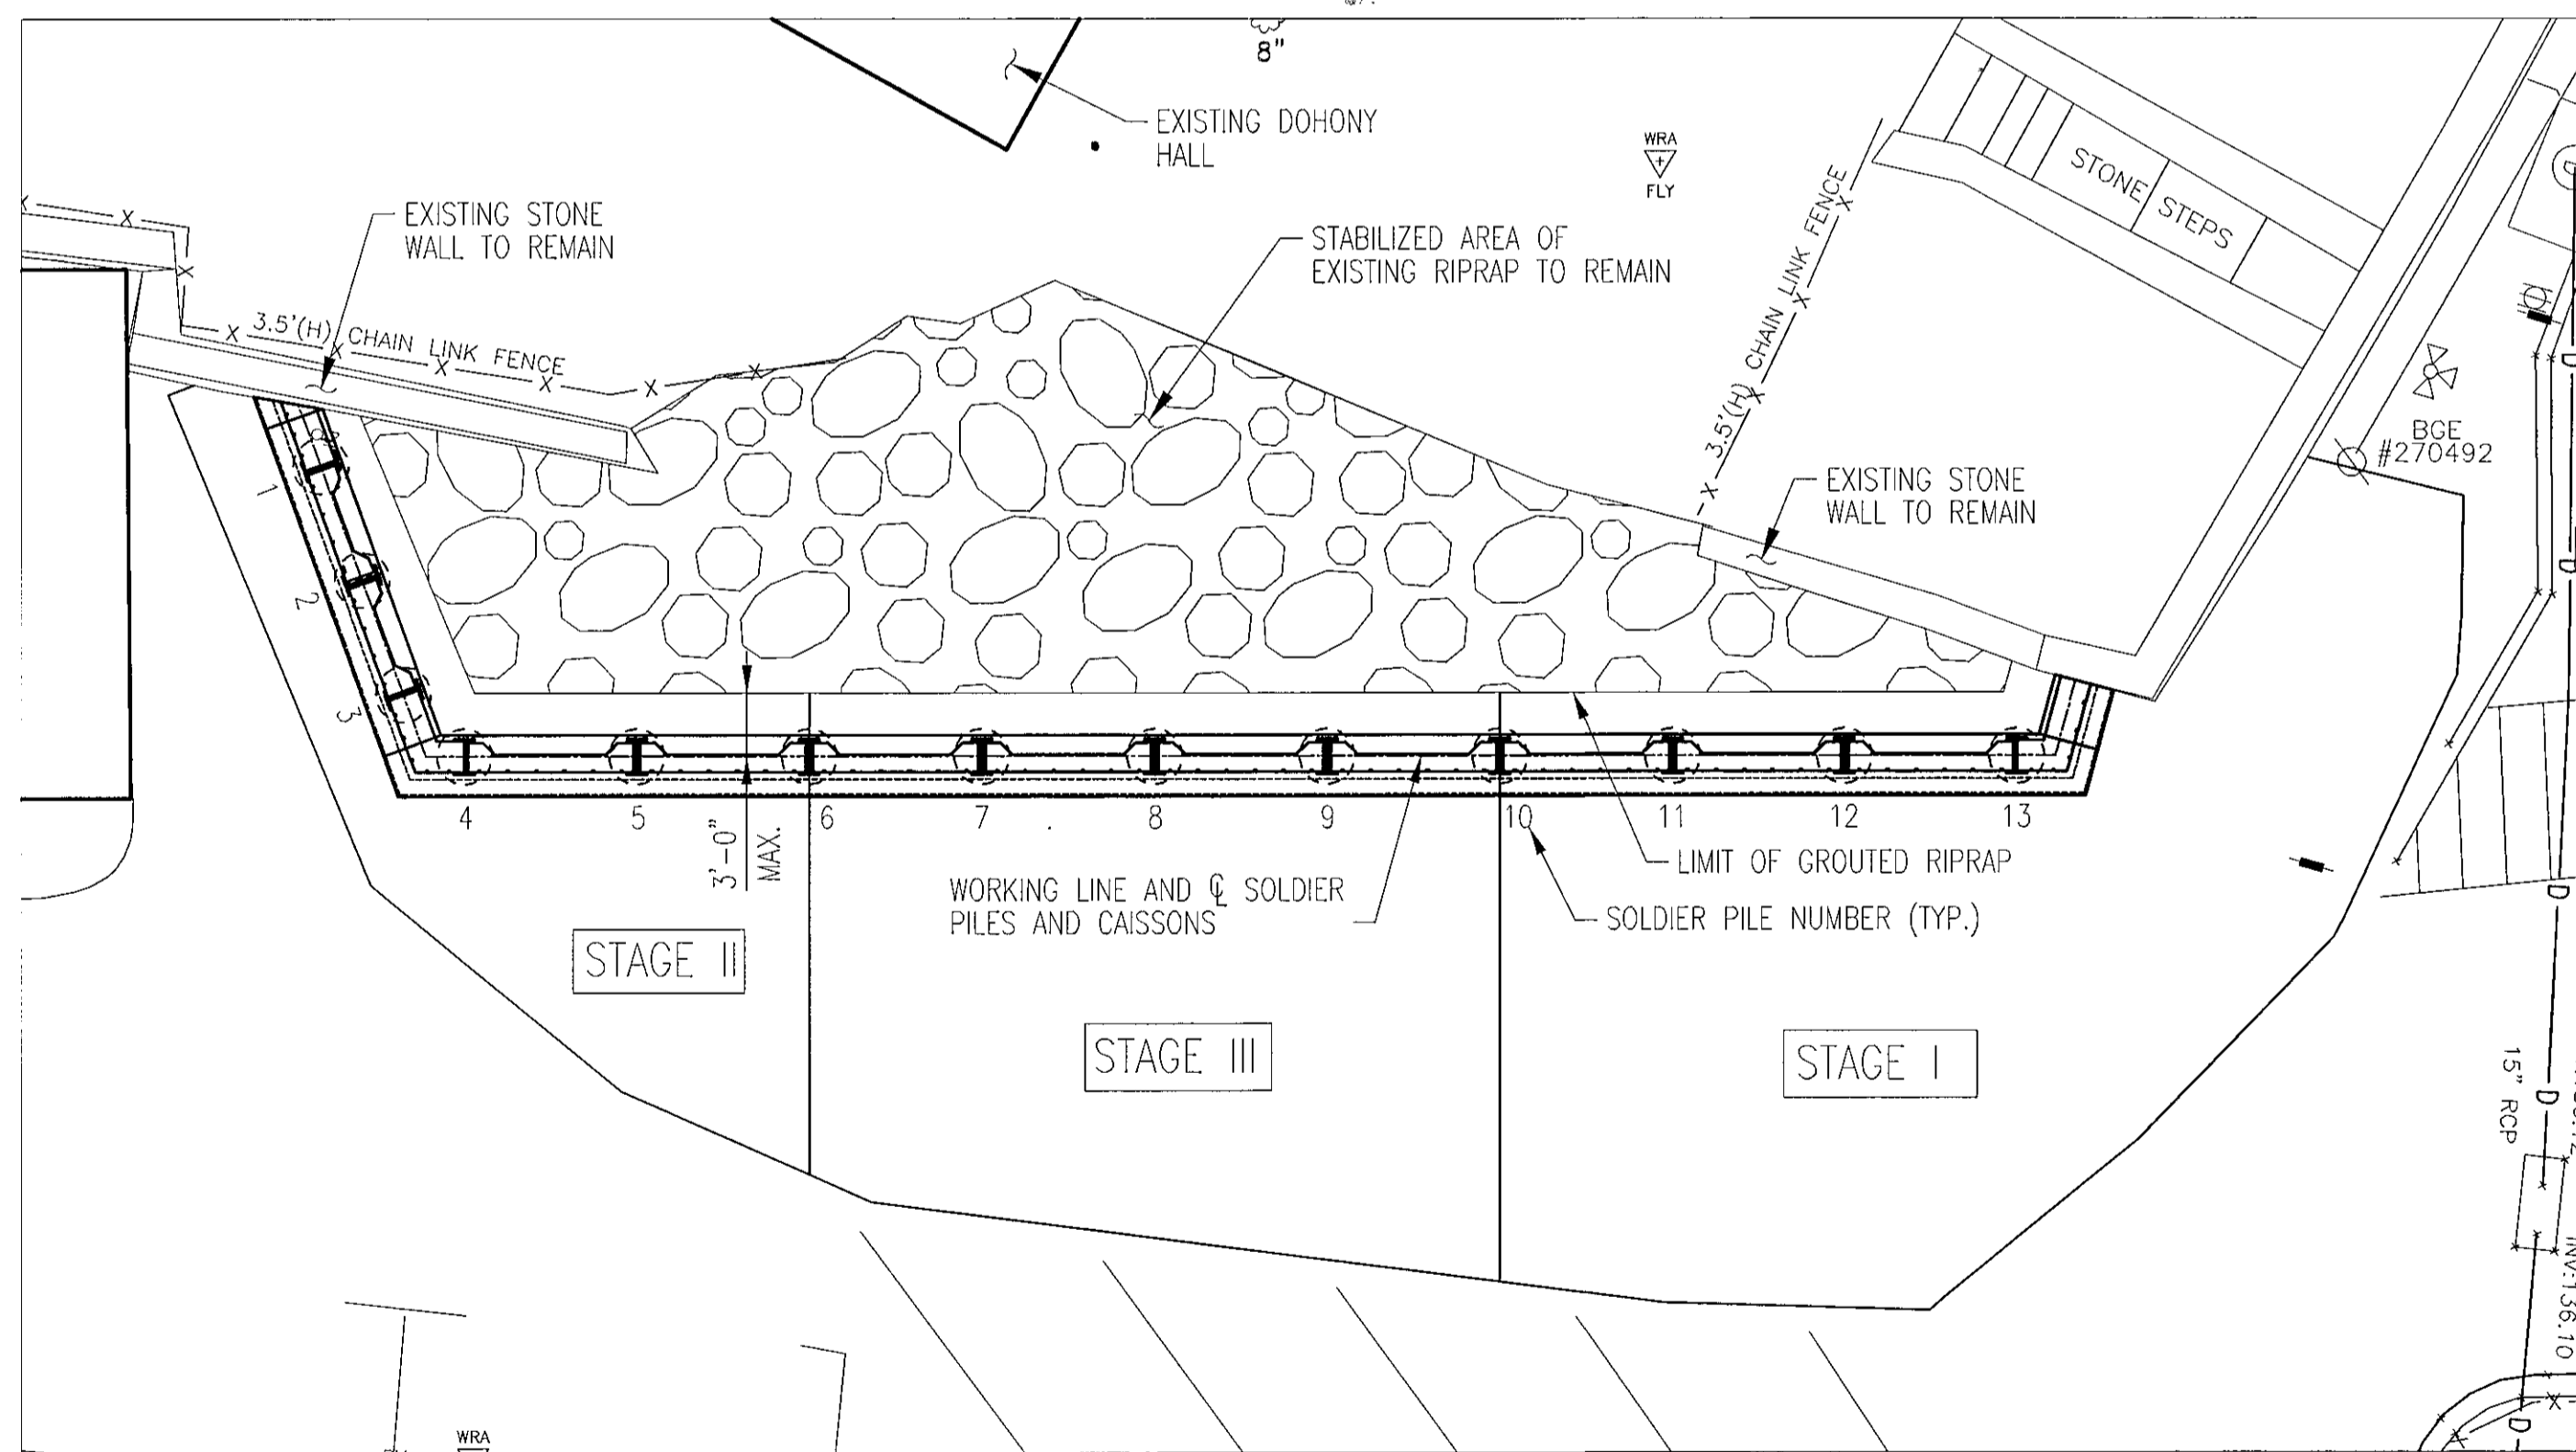 8"
EXISTING DOHONY
HALL
WRA
FLY
STONE STEPS
EXISTING STONE
WALL TO REMAIN
STABILIZED AREA OF
EXISTING RIPRAP TO REMAIN
3.5'(H) CHAIN LINK FENCE
3.5'(H) CHAIN LINK FENCE
BGE
#270492
EXISTING STONE
WALL TO REMAIN
1
2
3
4
5
6
7
8
9
10
11
12
13
3'-0"
MAX.
LIMIT OF GROUTED RIPRAP
WORKING LINE AND ℄ SOLDIER
PILES AND CAISSONS
SOLDIER PILE NUMBER (TYP.)
STAGE II
STAGE III
STAGE I
15" RCP
INV:136.10
D
D
D
D
D
WRA